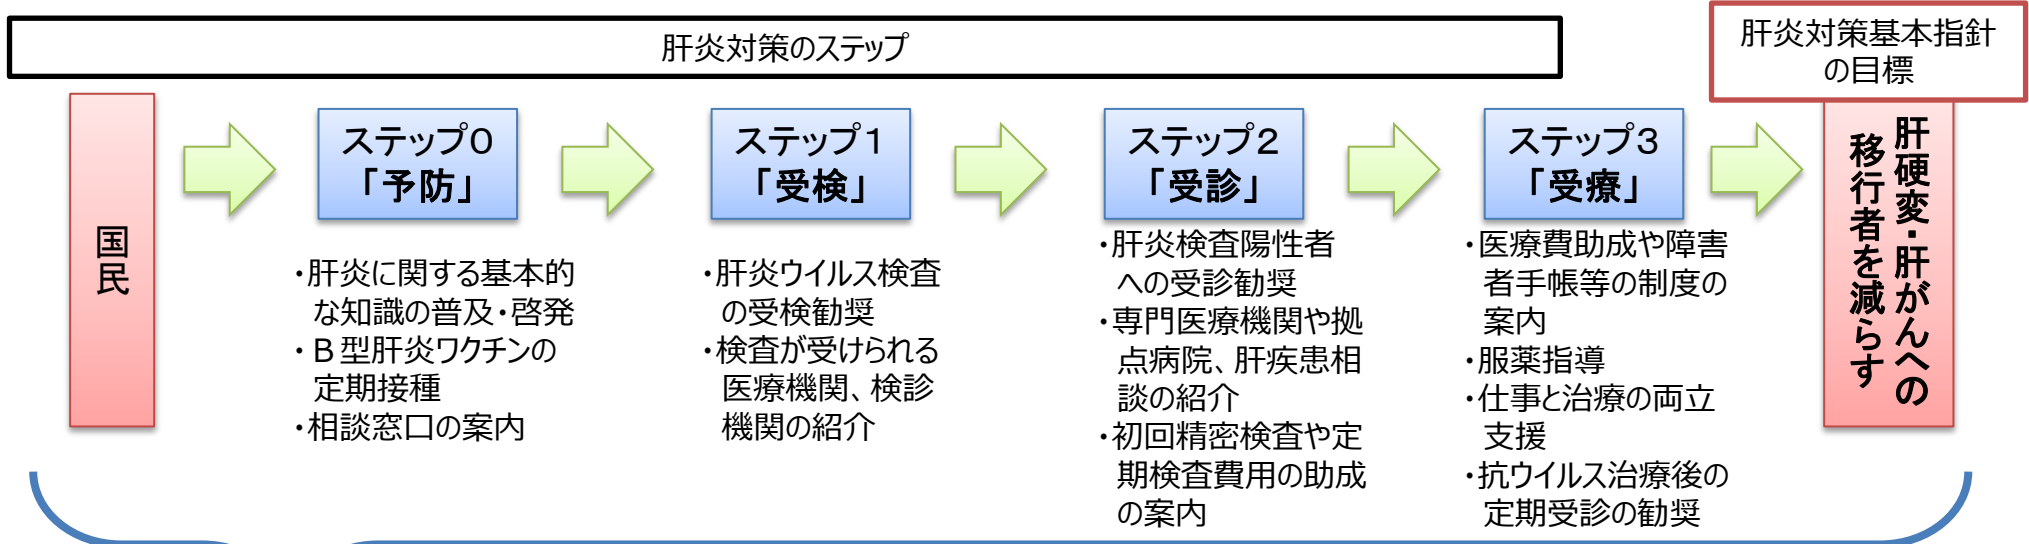 肝炎対策のステップ
肝炎対策基本指針
の目標
国民
ステップ0
「予防」
・肝炎に関する基本的
な知識の普及・啓発
・B型肝炎ワクチンの
定期接種
・相談窓口の案内
ステップ1
「受検」
・肝炎ウイルス検査
の受検勧奨
・検査が受けられる
医療機関、検診
機関の紹介
ステップ2
「受診」
・肝炎検査陽性者
への受診勧奨
・専門医療機関や拠
点病院、肝疾患相
談の紹介
・初回精密検査や定
期検査費用の助成
の案内
ステップ3
「受療」
・医療費助成や障害
者手帳等の制度の
案内
・服薬指導
・仕事と治療の両立
支援
・抗ウイルス治療後の
定期受診の勧奨
肝硬変・肝がんへの
移行者を減らす